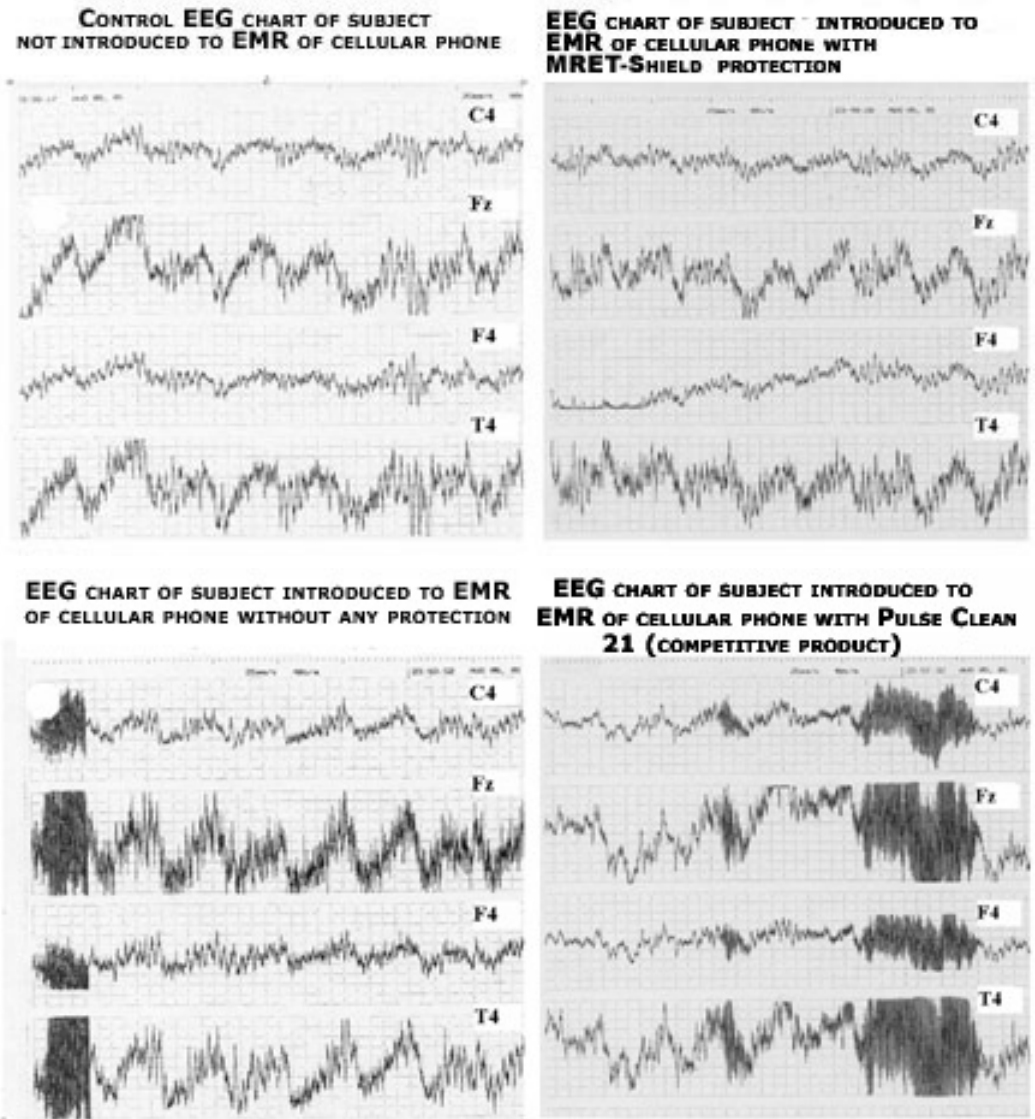 CONTROL EEG CHART OF SUBJECT
NOT INTRODUCED TO EMR OF CELLULAR PHONE
C4
Fz
F4
T4
EEG CHART OF SUBJECT INTRODUCED TO
EMR OF CELLULAR PHONE WITH
MRET-SHIELD PROTECTION
C4
Fz
F4
T4
EEG CHART OF SUBJECT INTRODUCED TO EMR
OF CELLULAR PHONE WITHOUT ANY PROTECTION
C4
Fz
F4
T4
EEG CHART OF SUBJECT INTRODUCED TO
EMR OF CELLULAR PHONE WITH PULSE CLEAN
21 (COMPETITIVE PRODUCT)
C4
Fz
F4
T4